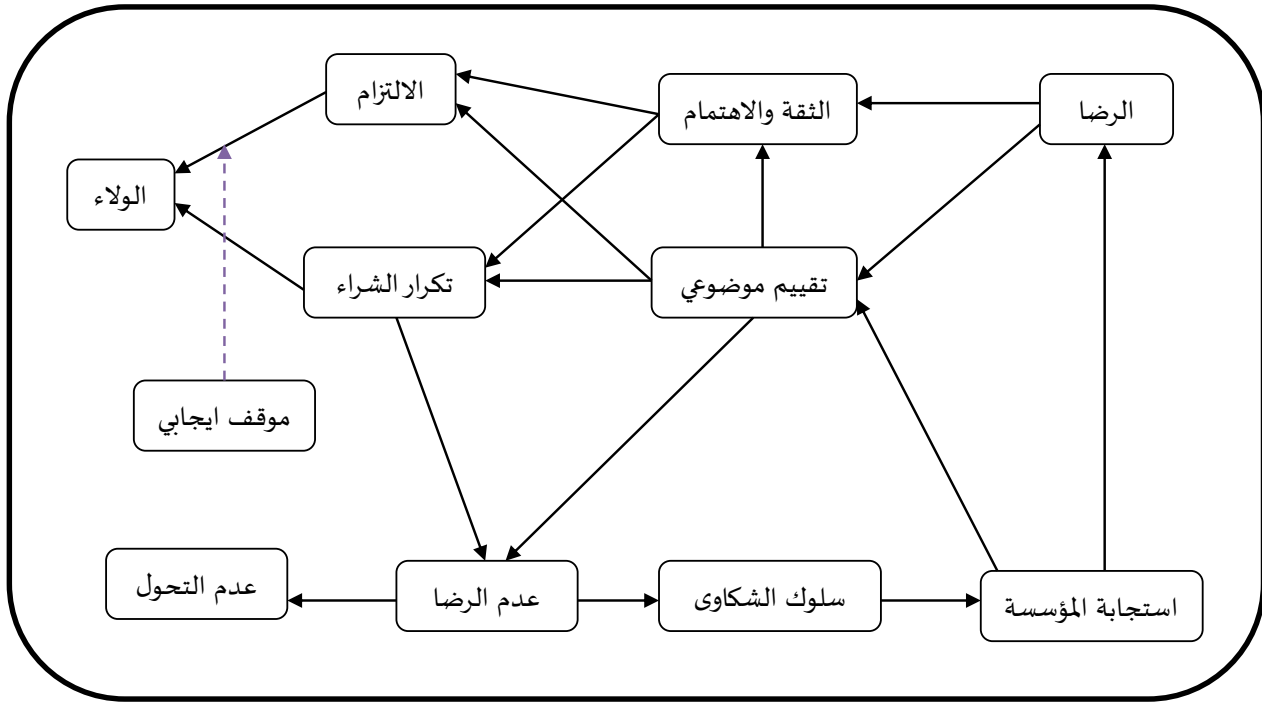 الرضا
الثقة والاهتمام
الالتزام
الولاء
تقييم موضوعي
تكرار الشراء
موقف ايجابي
استجابة المؤسسة
سلوك الشكاوى
عدم الرضا
عدم التحول